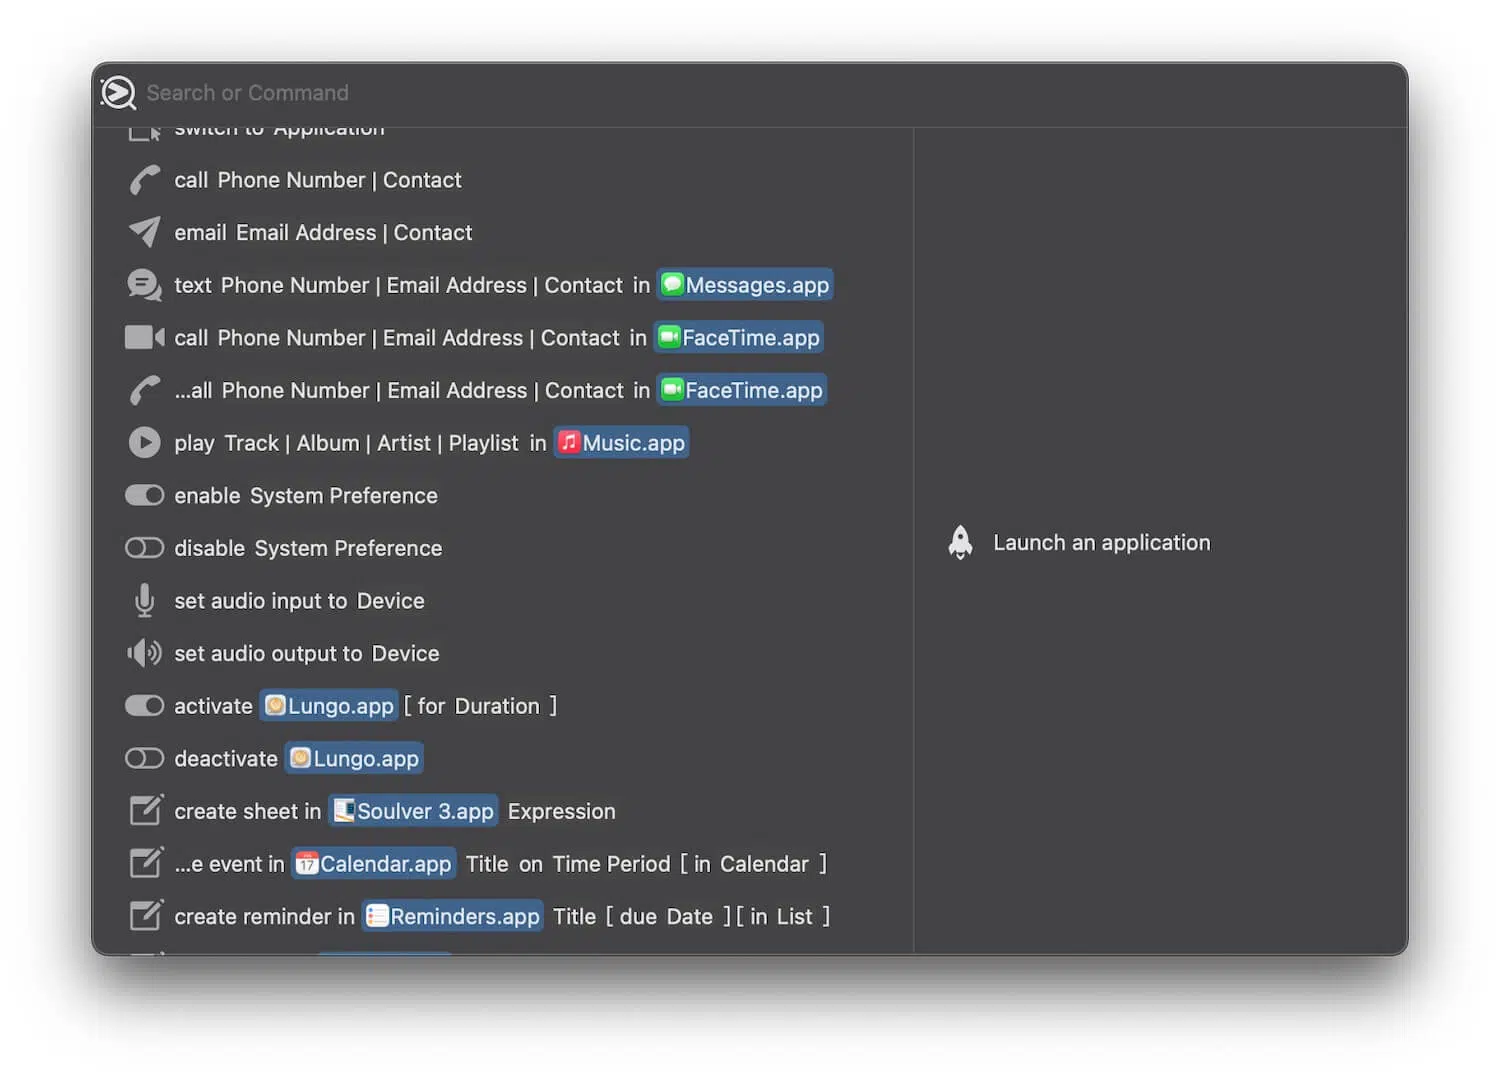 Search or Command
switch to Application
call Phone Number | Contact
email Email Address | Contact
text Phone Number | Email Address | Contact in Messages.app
call Phone Number | Email Address | Contact in FaceTime.app
...all Phone Number | Email Address | Contact in FaceTime.app
play Track | Album | Artist | Playlist in Music.app
enable System Preference
disable System Preference
Launch an application
set audio input to Device
set audio output to Device
activate Lungo.app [ for Duration ]
deactivate Lungo.app
create sheet in Soulver 3.app Expression
...e event in 17 Calendar.app Title on Time Period [ in Calendar ]
create reminder in Reminders.app Title [ due Date ] [ in List ]